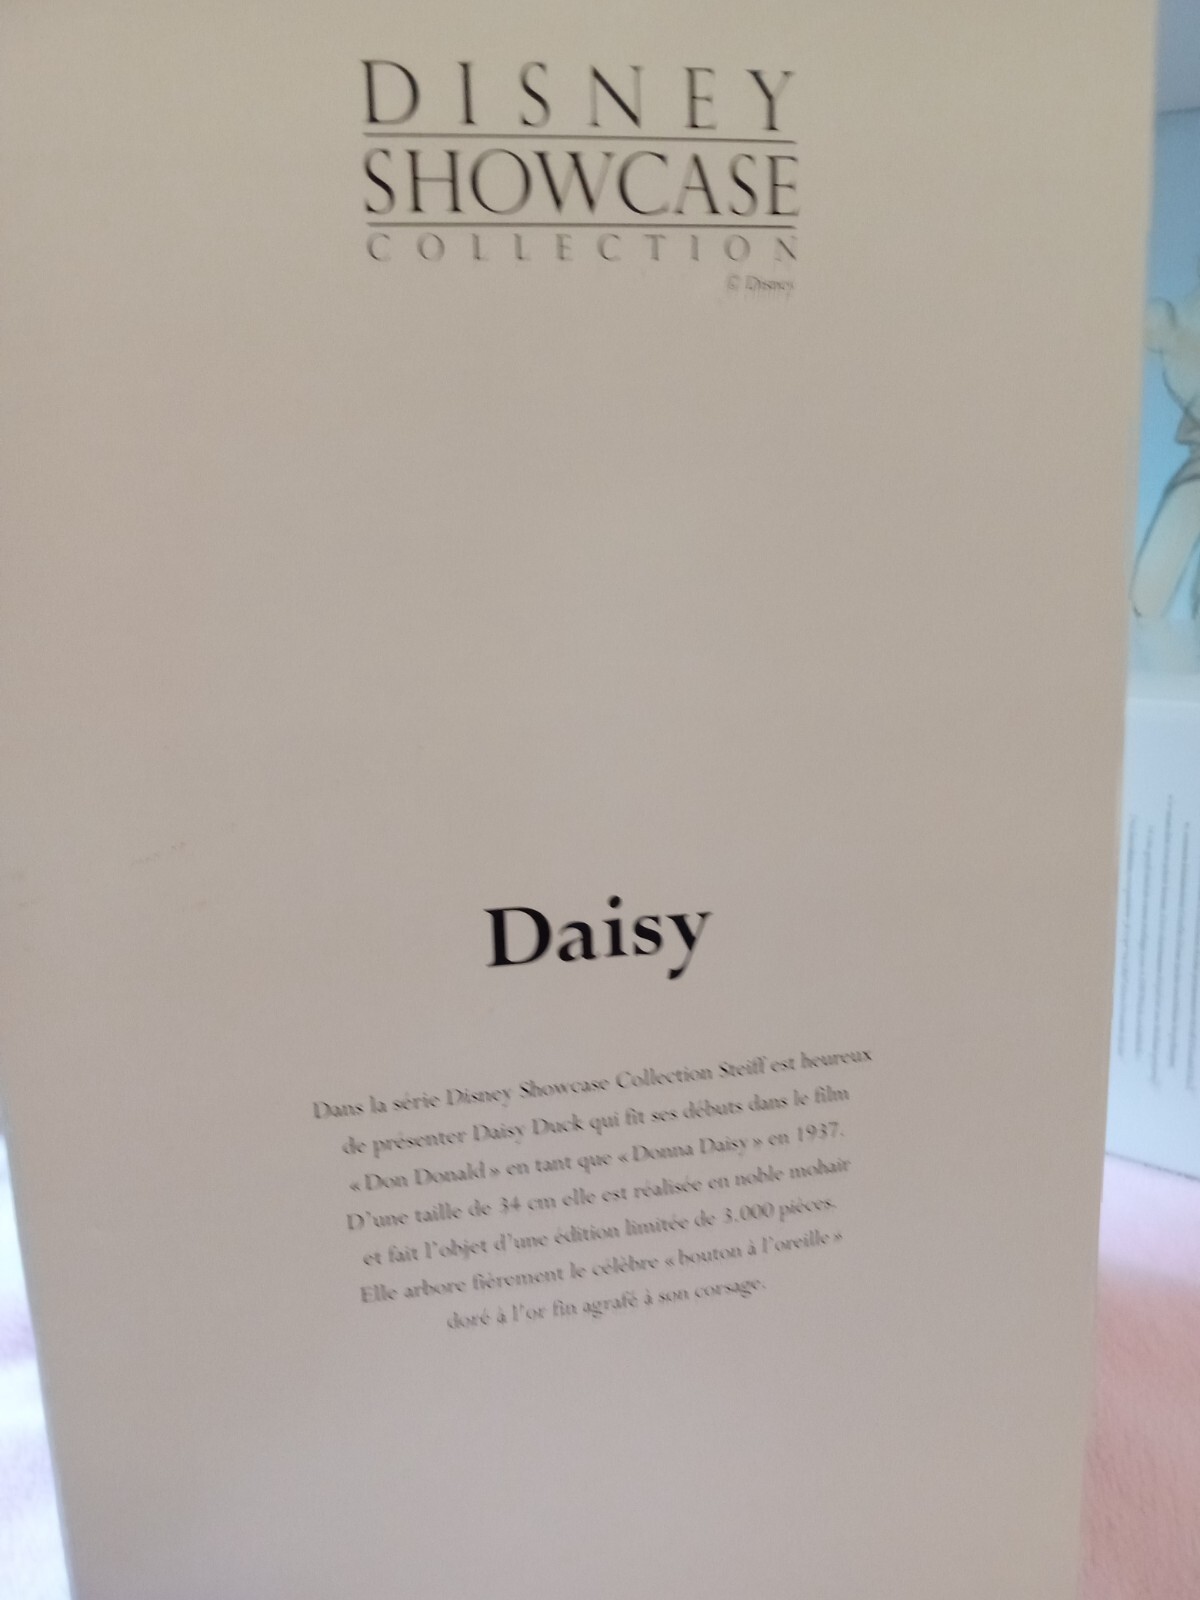 DISNEY
SHOWCASE
COLLECTION
© Disney
Daisy
Dans la série Disney Showcase Collection Steiff est heureux
de présenter Daisy Duck qui fit ses débuts dans le film
« Don Donald » en tant que « Donna Daisy » en 1937.
D'une taille de 34 cm elle est réalisée en noble mohair
et fait l'objet d'une édition limitée de 3.000 pièces.
Elle arbore fièrement le célèbre « bouton à l'oreille »
doré à l'or fin agrafé à son corsage.